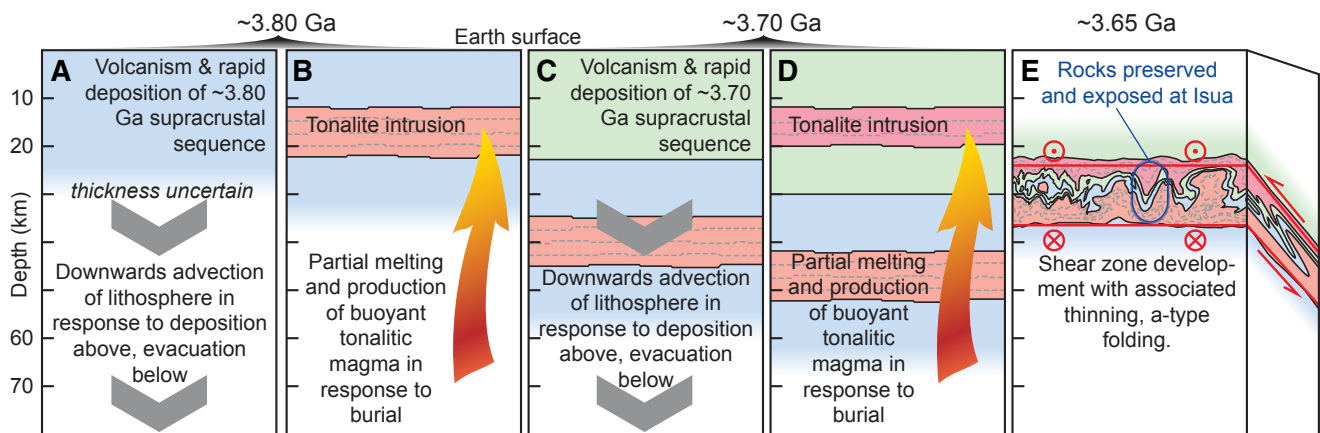 ~3.80 Ga
~3.70 Ga
~3.65 Ga
Earth surface
Depth (km)
10
20
30
40
50
60
70
A
Volcanism & rapid
deposition of ~3.80
Ga supracrustal
sequence
thickness uncertain
Downwards advection
of lithosphere in
response to deposition
above, evacuation
below
B
Tonalite intrusion
Partial melting
and production
of buoyant
tonalitic
magma in
response to
burial
C
Volcanism & rapid
deposition of ~3.70
Ga supracrustal
sequence
Downwards advection
of lithosphere in
response to deposition
above, evacuation
below
D
Tonalite intrusion
Partial melting
and production
of buoyant
tonalitic
magma in
response to
burial
E
Rocks preserved
and exposed at Isua
Shear zone develop-
ment with associated
thinning, a-type
folding.